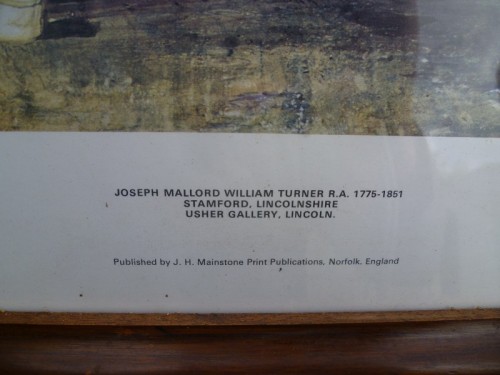 JOSEPH MALLORD WILLIAM TURNER R.A. 1775-1851
STAMFORD, LINCOLNSHIRE
USHER GALLERY, LINCOLN.
Published by J. H. Mainstone Print Publications, Norfolk, England